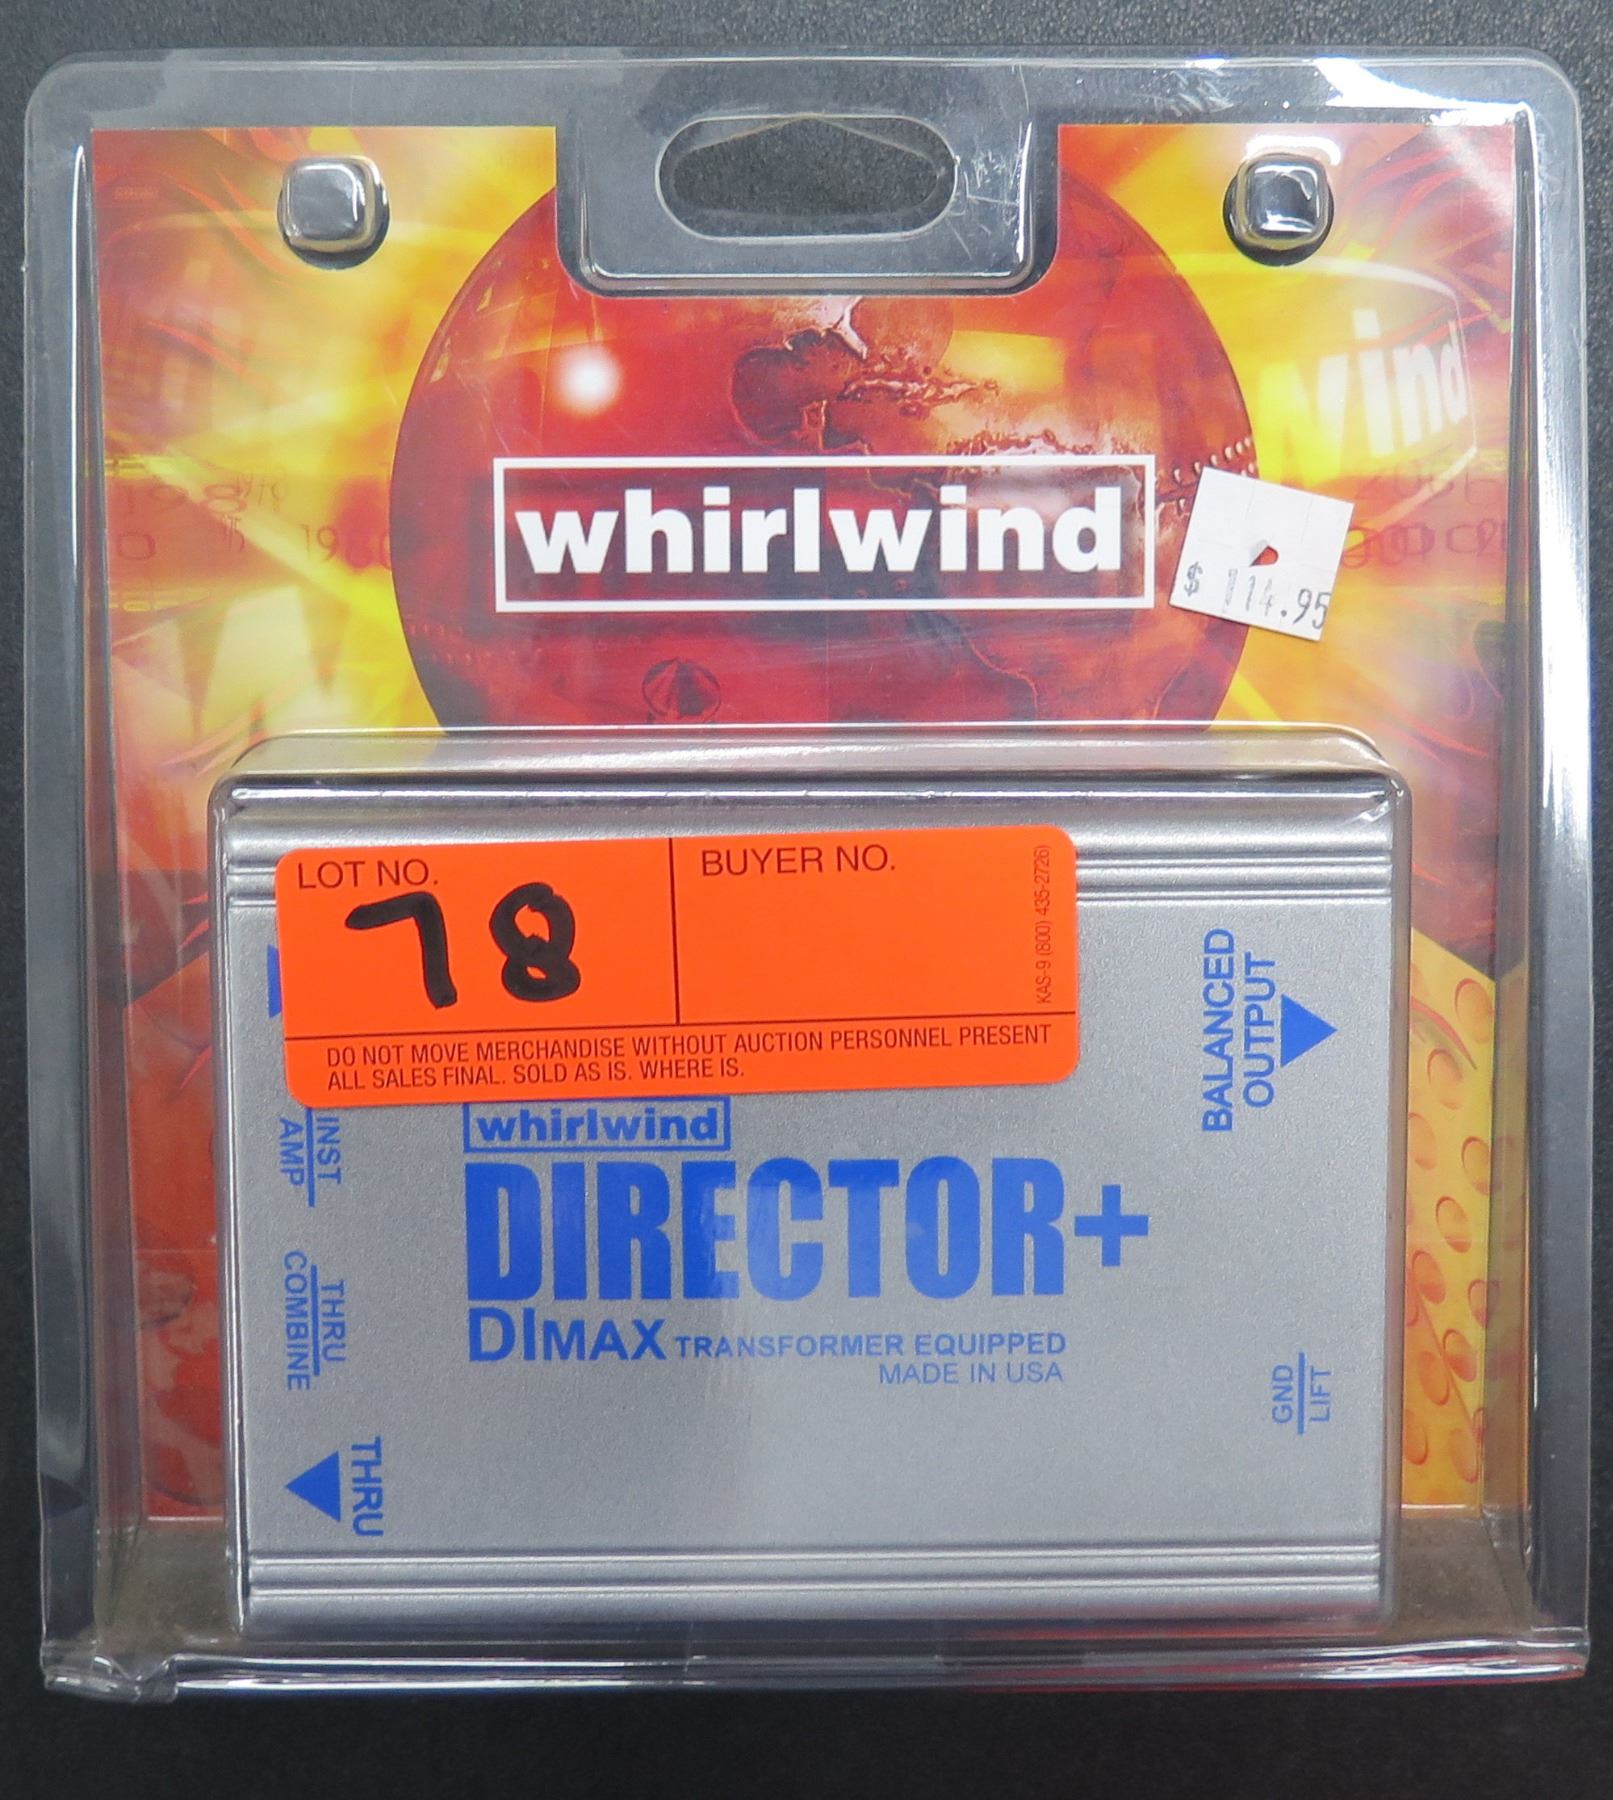 whirlwind
wind
$ 114.95
1960
LOT NO.
78
BUYER NO.
KAS-9 (800) 435-2726)
DO NOT MOVE MERCHANDISE WITHOUT AUCTION PERSONNEL PRESENT
ALL SALES FINAL. SOLD AS IS. WHERE IS.
BALANCED
OUTPUT
INST
AMP
whirlwind
DIRECTOR+
DIMAX TRANSFORMER EQUIPPED
MADE IN USA
THRU
COMBINE
GND
LIFT
THRU